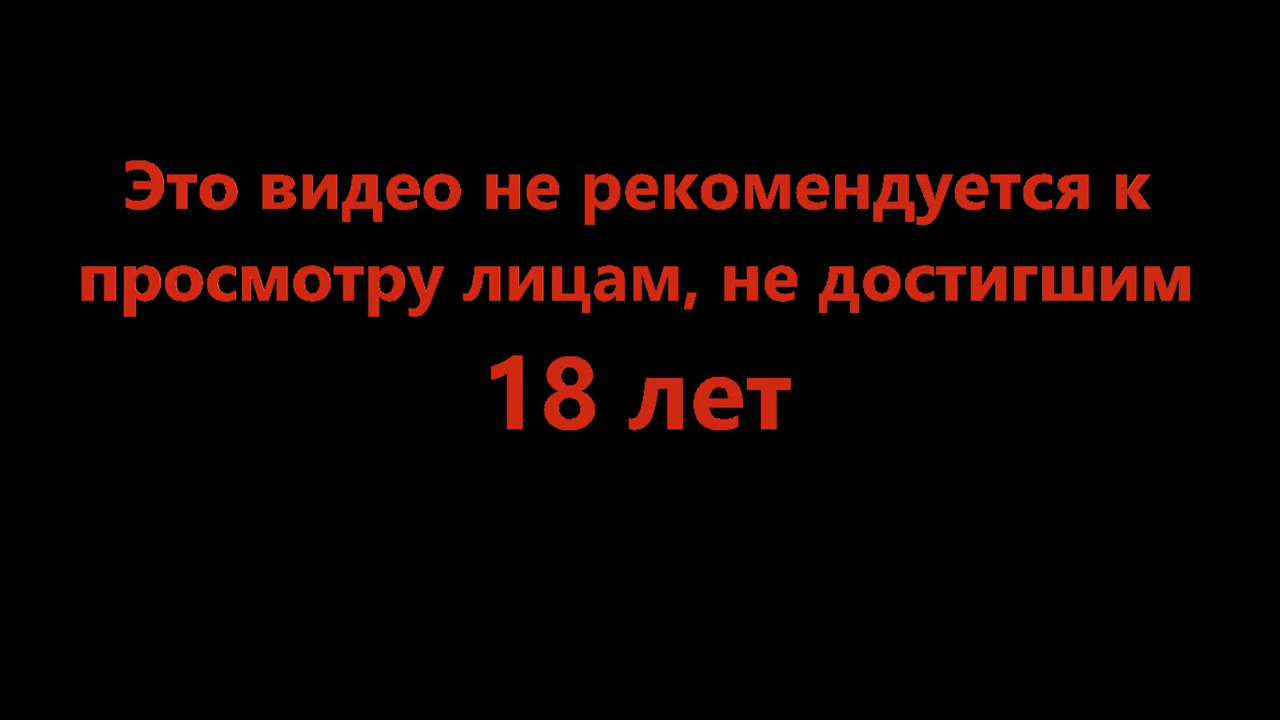 Это видео не рекомендуется к
просмотру лицам, не достигшим
18 лет